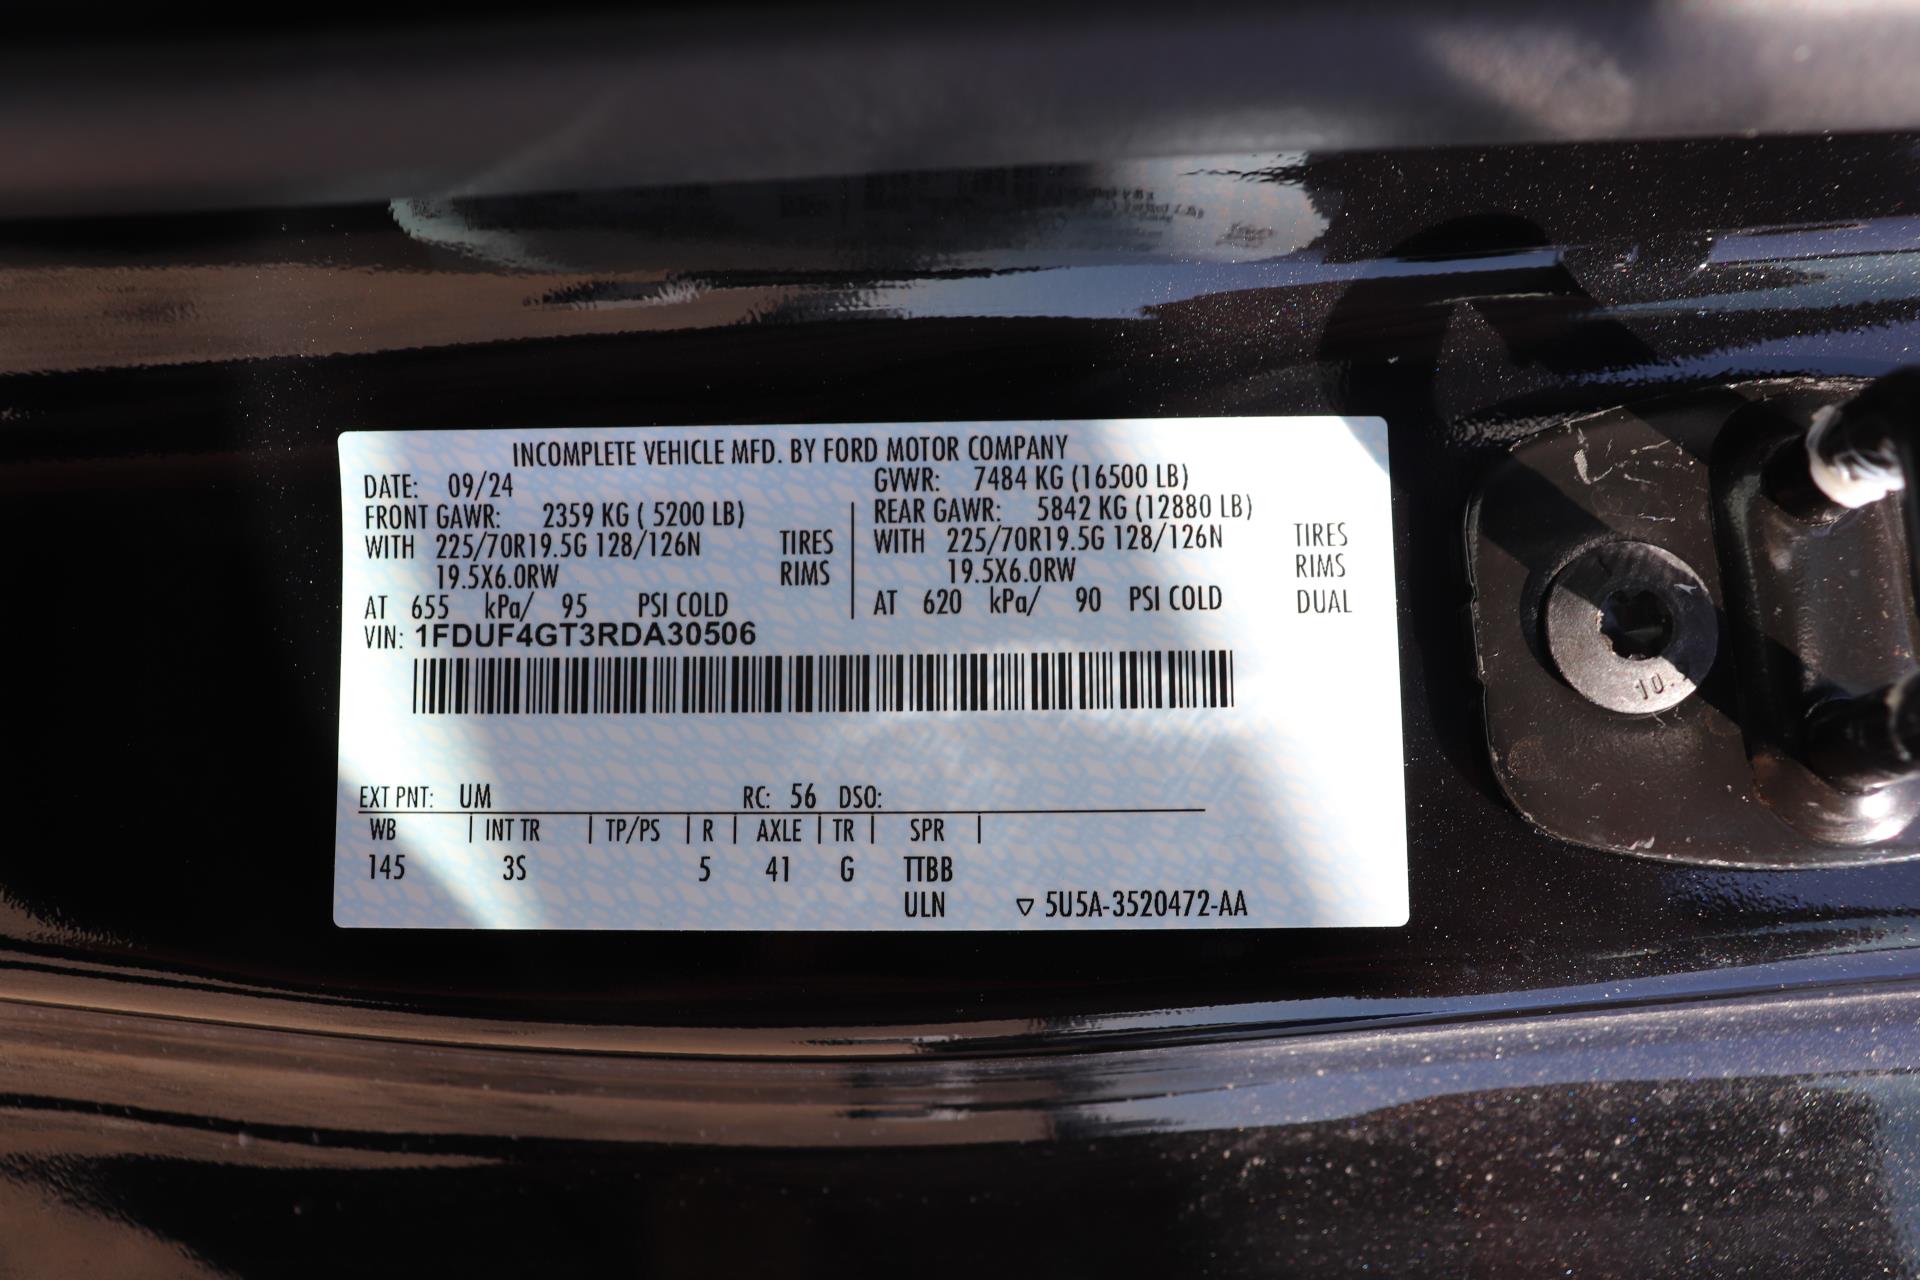 INCOMPLETE VEHICLE MFD. BY FORD MOTOR COMPANY
DATE: 09/24 GVWR: 7484 KG (16500 LB)
FRONT GAWR: 2359 KG ( 5200 LB) REAR GAWR: 5842 KG (12880 LB)
WITH 225/70R19.5G 128/126N TIRES WITH 225/70R19.5G 128/126N TIRES
19.5X6.0RW RIMS 19.5X6.0RW RIMS
AT 655 kPa/ 95 PSI COLD AT 620 kPa/ 90 PSI COLD DUAL
VIN: 1FDUF4GT3RDA30506
EXT PNT: UM RC: 56 DSO:
WB | INT TR | TP/PS | R | AXLE | TR | SPR |
145 3S 5 41 G TTBB
ULN ▽ 5U5A-3520472-AA
10.